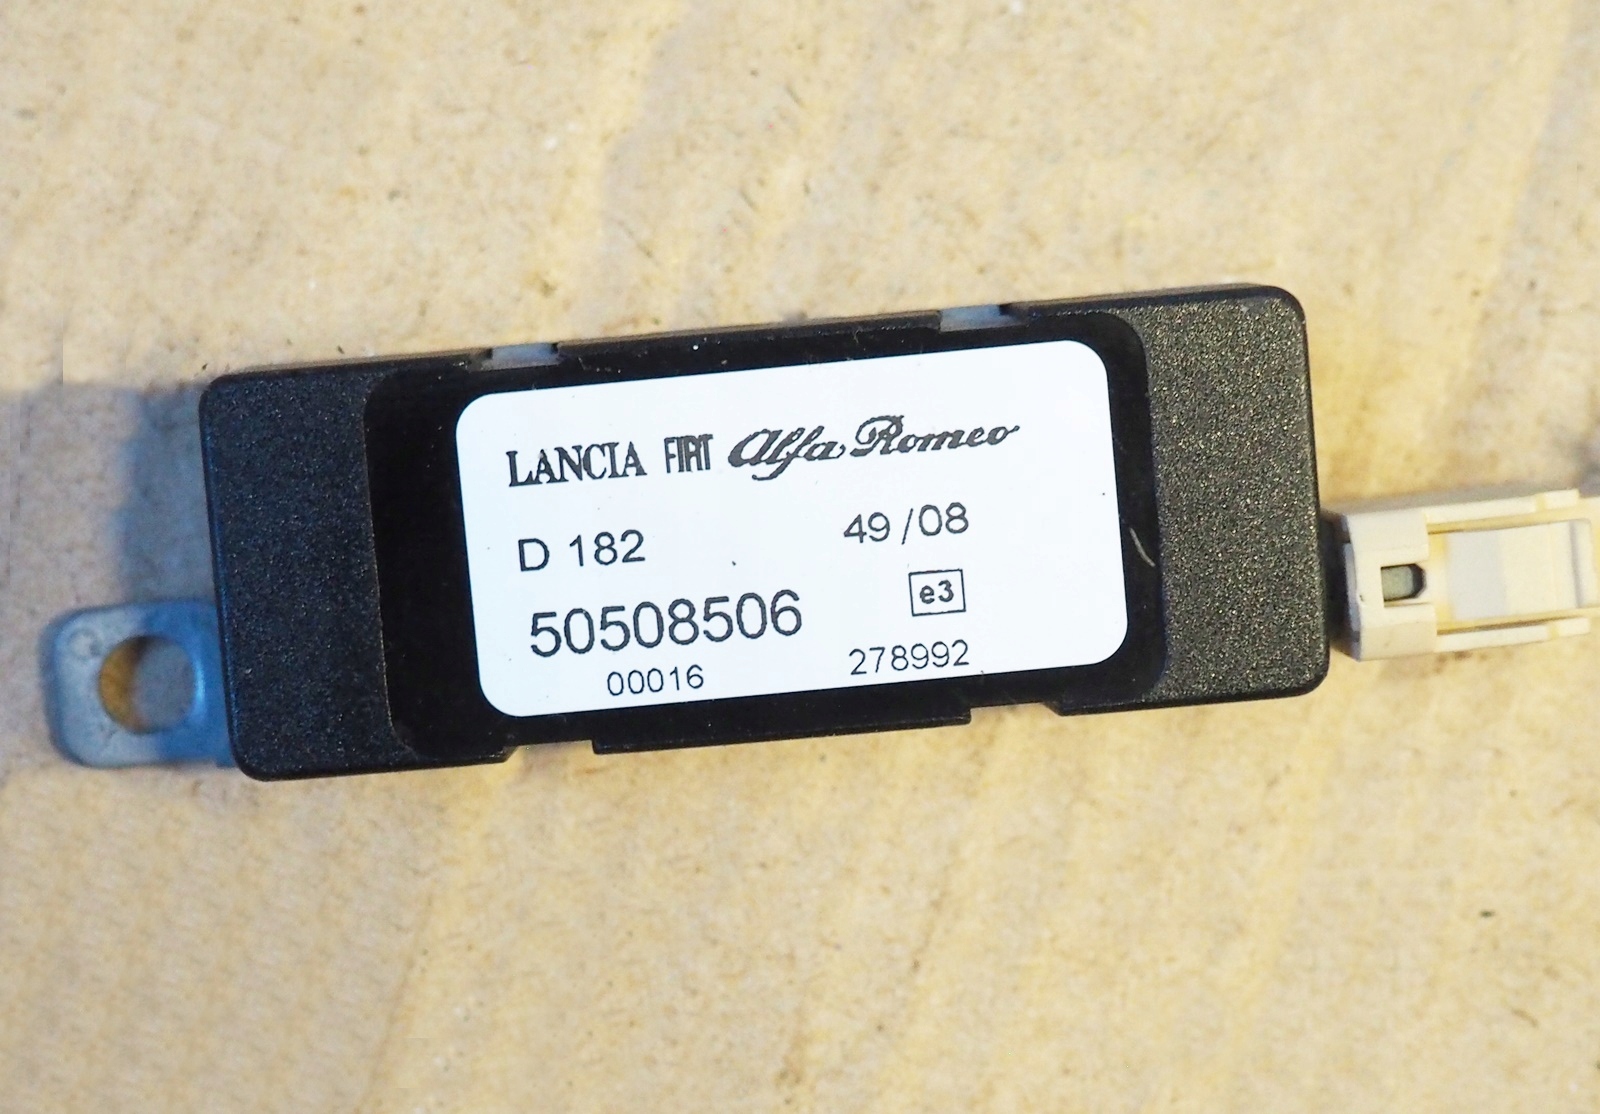 LANCIA FIAT Alfa Romeo
D 182 49 /08
50508506 e3
00016 278992